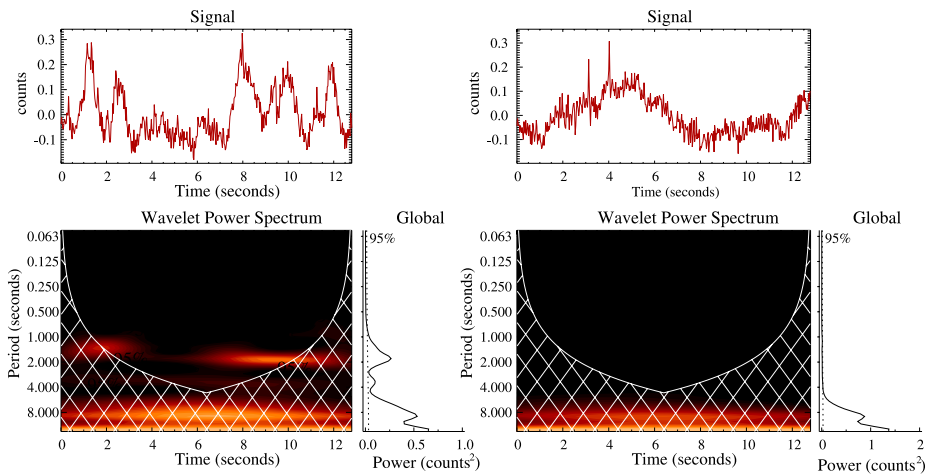 Signal
counts
0.3
0.2
0.1
0.0
-0.1
0 2 4 6 8 10 12
Time (seconds)
Signal
counts
0.3
0.2
0.1
0.0
-0.1
0 2 4 6 8 10 12
Time (seconds)
Wavelet Power Spectrum
Global
Period (seconds)
0.063
0.125
0.250
0.500
1.000
2.000
4.000
8.000
95%
0 2 4 6 8 10 12
Time (seconds)
0.0 1.0
Power (counts²)
Wavelet Power Spectrum
Global
Period (seconds)
0.063
0.125
0.250
0.500
1.000
2.000
4.000
8.000
95%
0 2 4 6 8 10 12
Time (seconds)
0 1 2
Power (counts²)